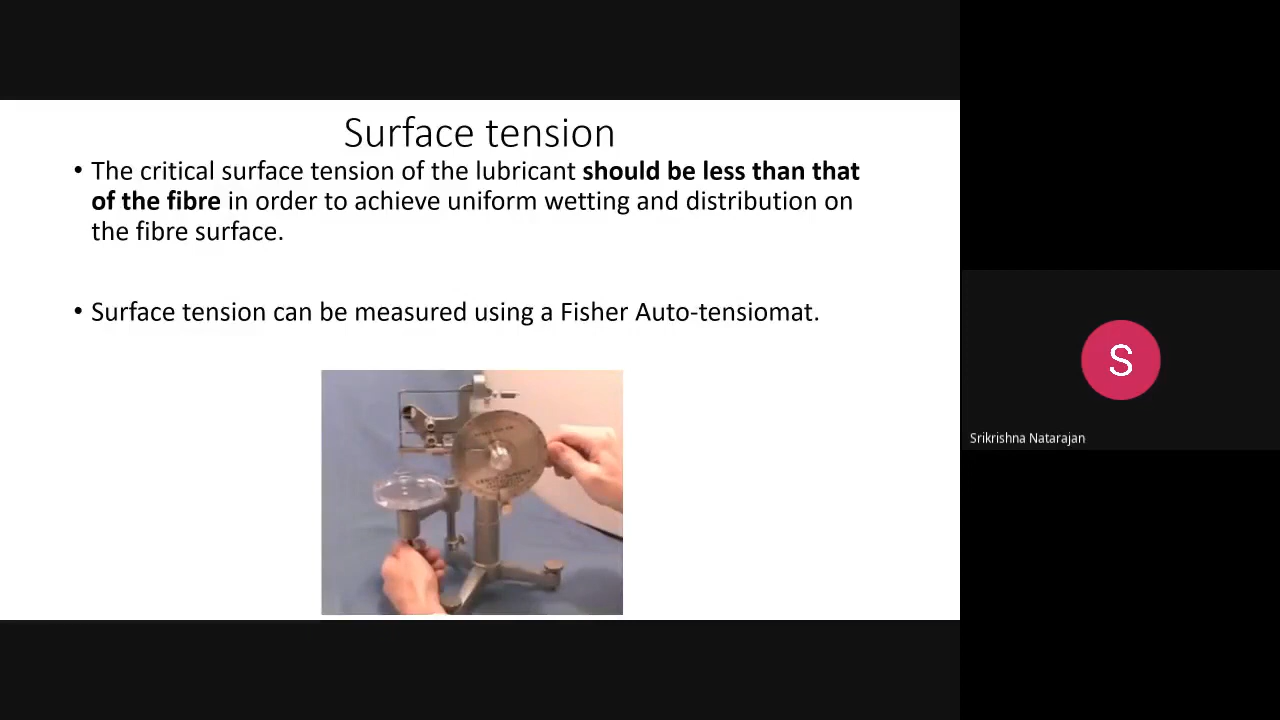 Surface tension
• The critical surface tension of the lubricant should be less than that
of the fibre in order to achieve uniform wetting and distribution on
the fibre surface.
• Surface tension can be measured using a Fisher Auto-tensiomat.
S
Srikrishna Natarajan